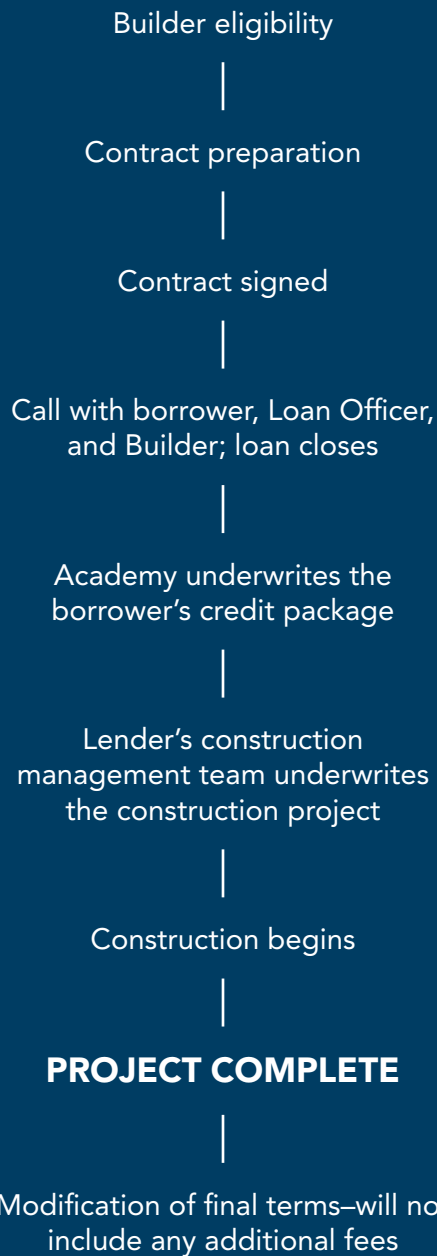 Builder eligibility
Contract preparation
Contract signed
Call with borrower, Loan Officer,
and Builder; loan closes
Academy underwrites the
borrower’s credit package
Lender’s construction
management team underwrites
the construction project
Construction begins
PROJECT COMPLETE
Modification of final terms–will no
include any additional fees